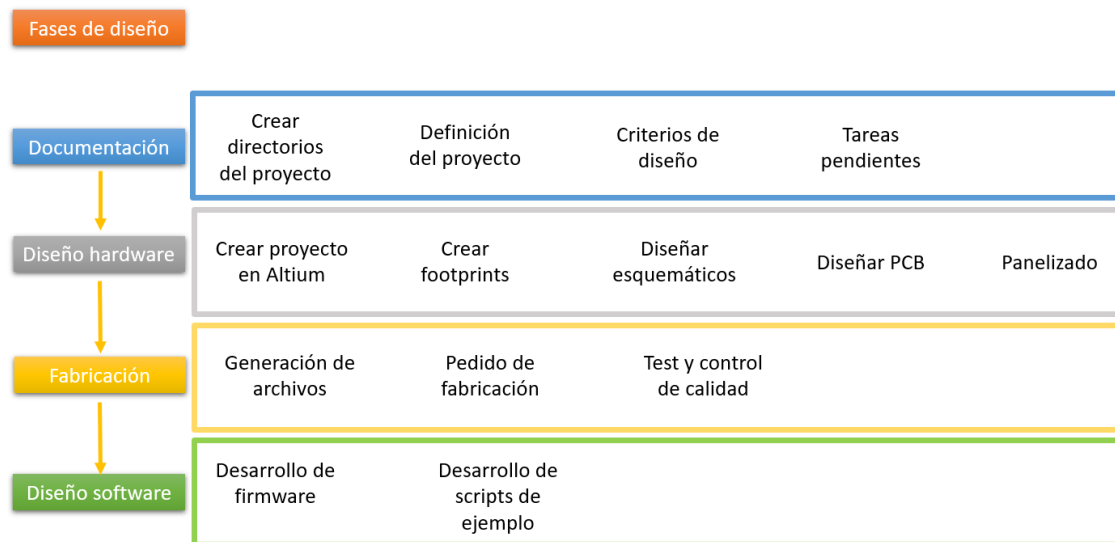 Fases de diseño
Documentación
Crear
directorios
del proyecto
Definición
del proyecto
Criterios de
diseño
Tareas
pendientes
Diseño hardware
Crear proyecto
en Altium
Crear
footprints
Diseñar
esquemáticos
Diseñar PCB
Panelizado
Fabricación
Generación de
archivos
Pedido de
fabricación
Test y control
de calidad
Diseño software
Desarrollo de
firmware
Desarrollo de
scripts de
ejemplo